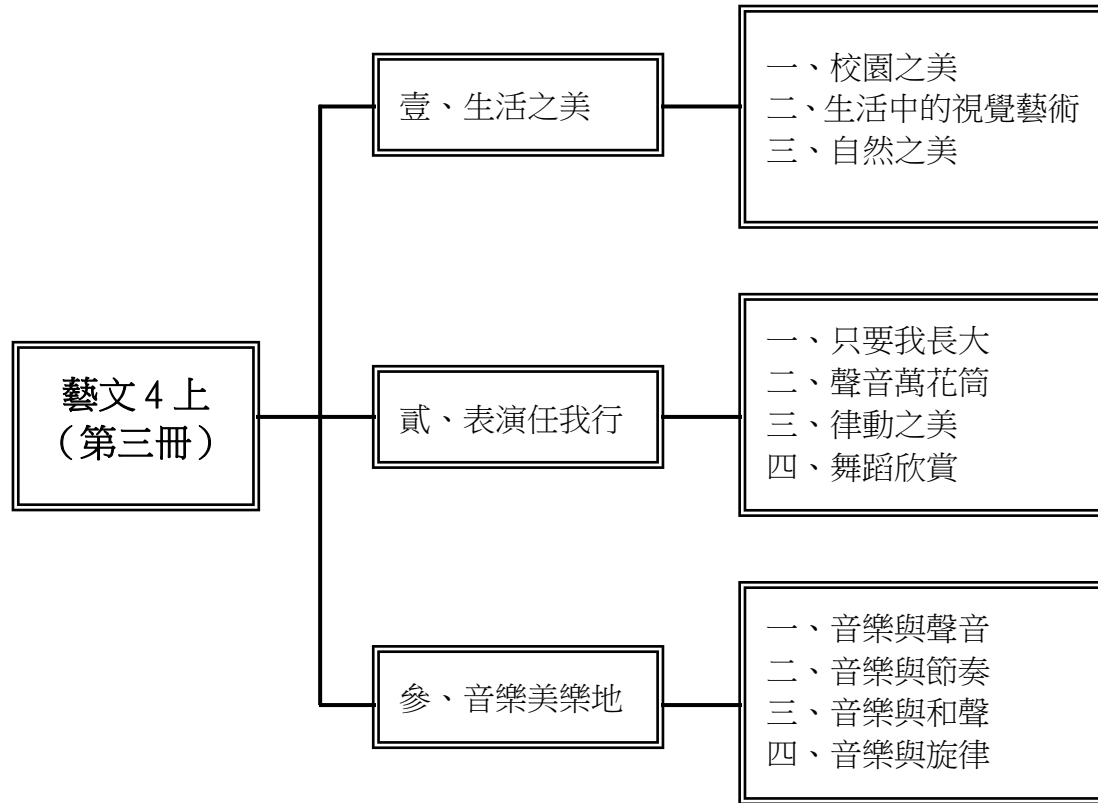 藝文4上
（第三冊）
壹、生活之美
一、校園之美
二、生活中的視覺藝術
三、自然之美
貳、表演任我行
一、只要我長大
二、聲音萬花筒
三、律動之美
四、舞蹈欣賞
參、音樂美樂地
一、音樂與聲音
二、音樂與節奏
三、音樂與和聲
四、音樂與旋律